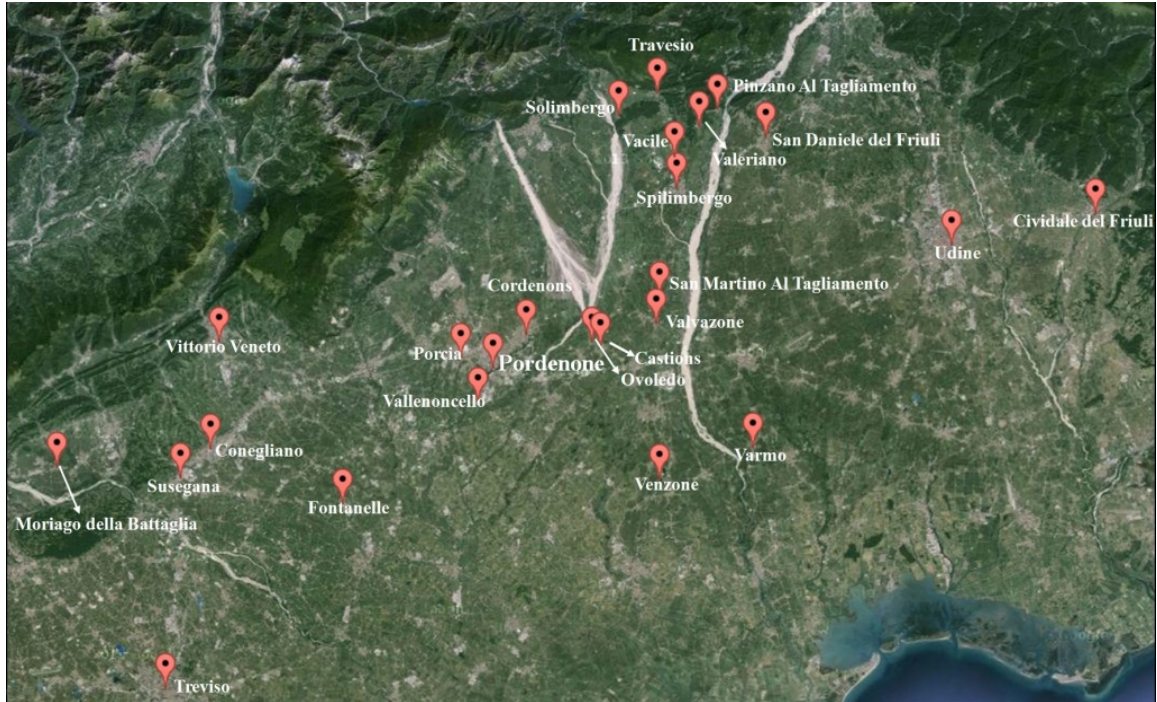 Travesio
Pinzano Al Tagliamento
Solimbergo
San Daniele del Friuli
Vacile
Valeriano
Spilimbergo
Cividale del Friuli
Udine
San Martino Al Tagliamento
Cordenons
Valvazone
Vittorio Veneto
Porcia
Pordenone
Castions
Ovoledo
Vallenoncello
Conegliano
Varmo
Susegana
Venzone
Fontanelle
Moriago della Battaglia
Treviso